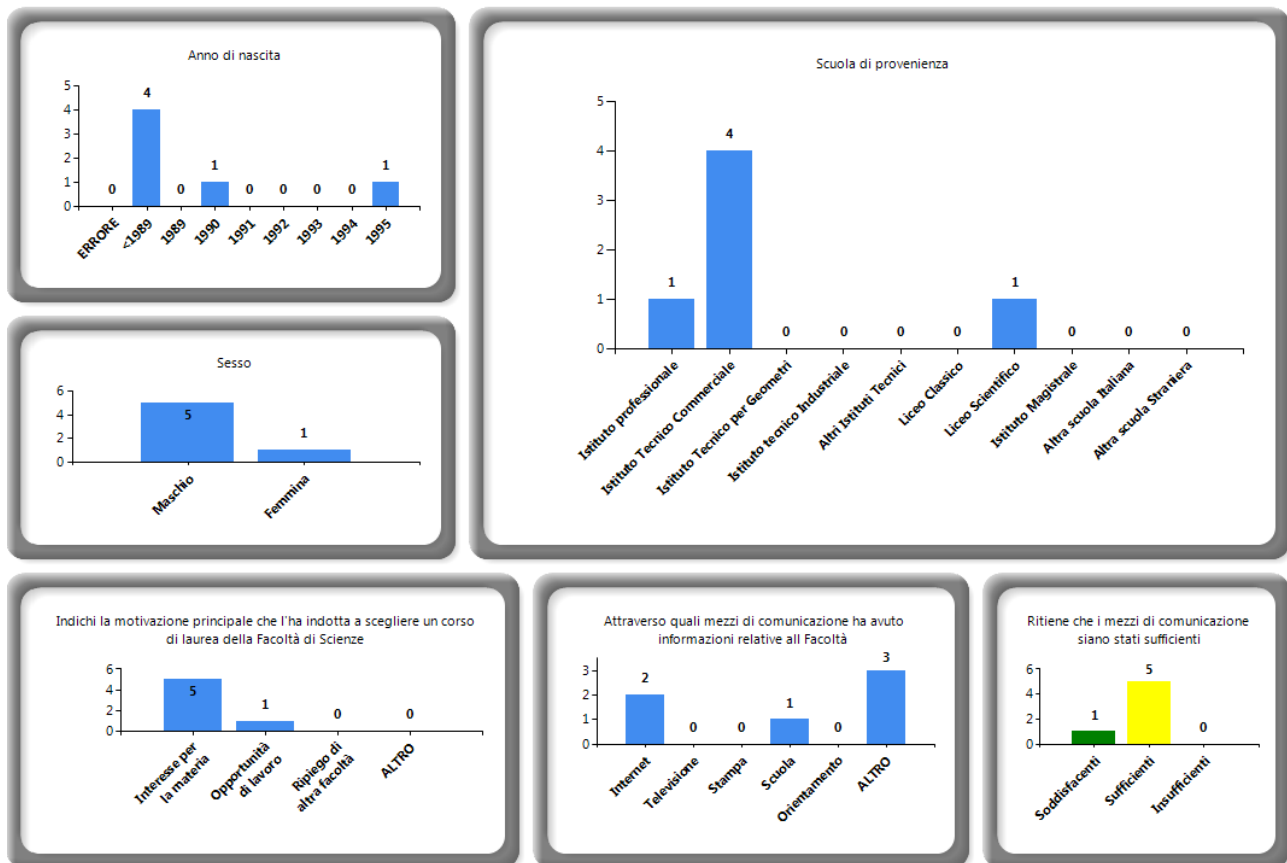 Anno di nascita
5
4
3
2
1
0
0
4
0
1
0
0
0
0
1
ERRORE
<1989
1989
1990
1991
1992
1993
1994
1995
Scuola di provenienza
5
4
3
2
1
0
1
4
0
0
0
0
1
0
0
0
Istituto professionale
Istituto Tecnico Commerciale
Istituto Tecnico per Geometri
Istituto tecnico Industriale
Altri Istituti Tecnici
Liceo Classico
Liceo Scientifico
Istituto Magistrale
Altra scuola Italiana
Altra scuola Straniera
Sesso
6
4
2
0
5
1
Maschio
Femmina
Indichi la motivazione principale che l'ha indotta a scegliere un corso
di laurea della Facoltà di Scienze
6
4
2
0
5
1
0
0
Interesse per
la materia
Opportunità
di lavoro
Ripiego di
altra facoltà
ALTRO
Attraverso quali mezzi di comunicazione ha avuto
informazioni relative all Facoltà
3
2
1
0
2
0
0
1
0
3
Internet
Televisione
Stampa
Scuola
Orientamento
ALTRO
Ritiene che i mezzi di comunicazione
siano stati sufficienti
6
4
2
0
1
5
0
Soddisfacenti
Sufficienti
Insufficienti